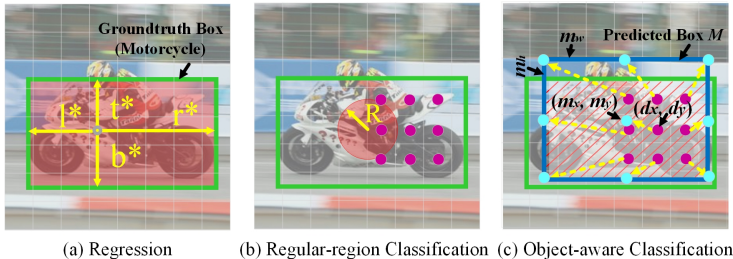 Groundtruth Box
(Motorcycle)
l*
t*
r*
b*
R
mw
Predicted Box M
mh
(mx, my)
(dx, dy)
(a) Regression
(b) Regular-region Classification
(c) Object-aware Classification